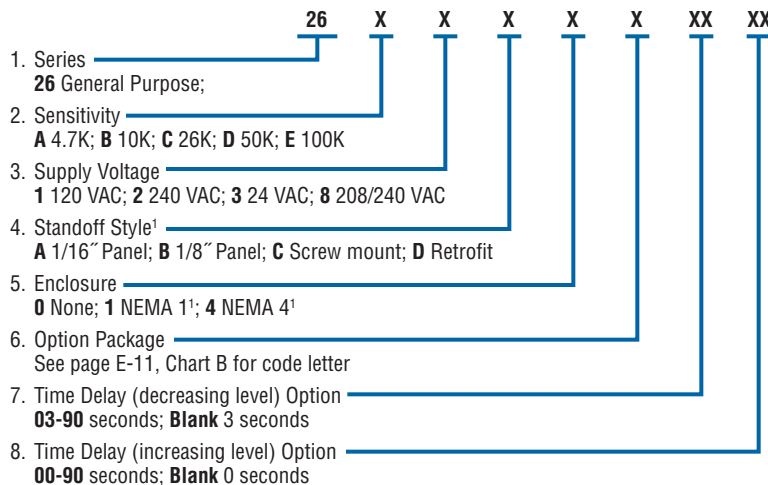 26 X X X X X XX XX
1. Series
26 General Purpose;
2. Sensitivity
A 4.7K; B 10K; C 26K; D 50K; E 100K
3. Supply Voltage
1 120 VAC; 2 240 VAC; 3 24 VAC; 8 208/240 VAC
4. Standoff Style¹
A 1/16˝ Panel; B 1/8˝ Panel; C Screw mount; D Retrofit
5. Enclosure
0 None; 1 NEMA 1¹; 4 NEMA 4¹
6. Option Package
See page E-11, Chart B for code letter
7. Time Delay (decreasing level) Option
03-90 seconds; Blank 3 seconds
8. Time Delay (increasing level) Option
00-90 seconds; Blank 0 seconds